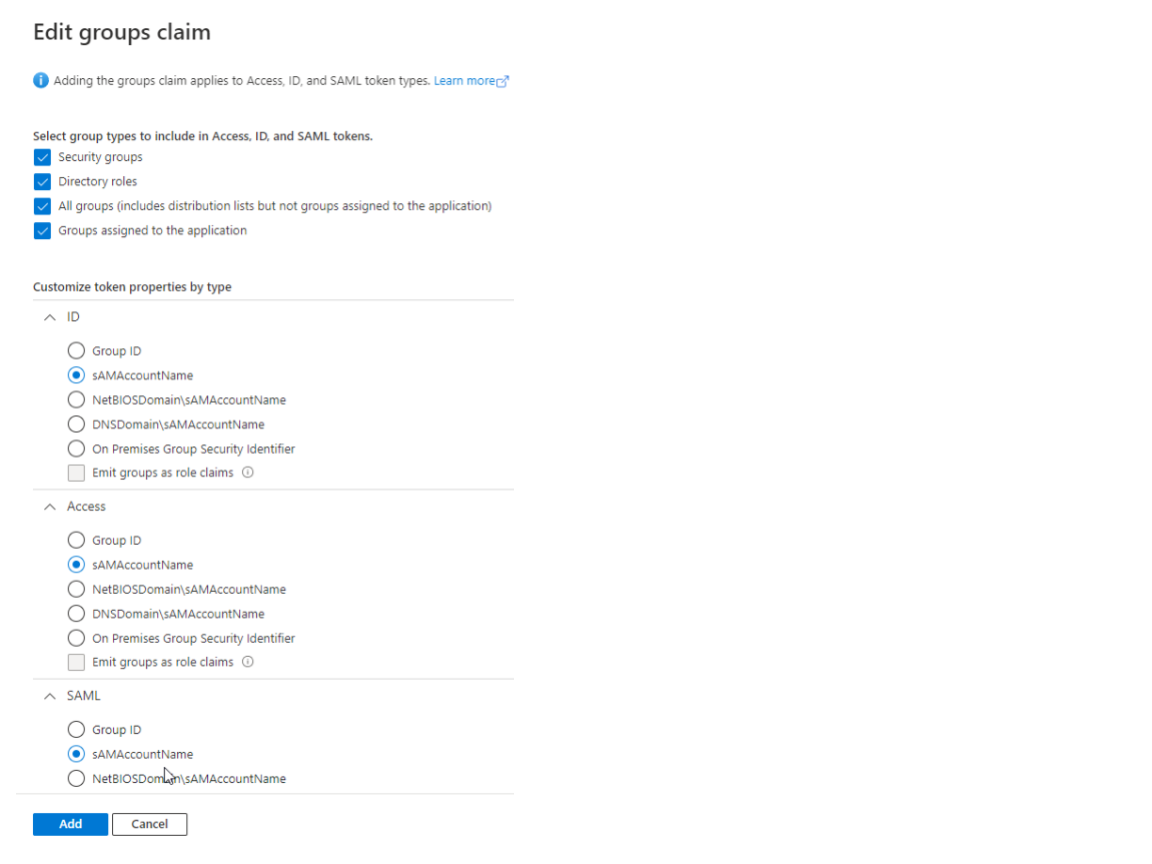 Edit groups claim
Adding the groups claim applies to Access, ID, and SAML token types. Learn more
Select group types to include in Access, ID, and SAML tokens.
Security groups
Directory roles
All groups (includes distribution lists but not groups assigned to the application)
Groups assigned to the application
Customize token properties by type
ID
Group ID
sAMAccountName
NetBIOSDomain\sAMAccountName
DNSDomain\sAMAccountName
On Premises Group Security Identifier
Emit groups as role claims
Access
Group ID
sAMAccountName
NetBIOSDomain\sAMAccountName
DNSDomain\sAMAccountName
On Premises Group Security Identifier
Emit groups as role claims
SAML
Group ID
sAMAccountName
NetBIOSDomain\sAMAccountName
Add Cancel